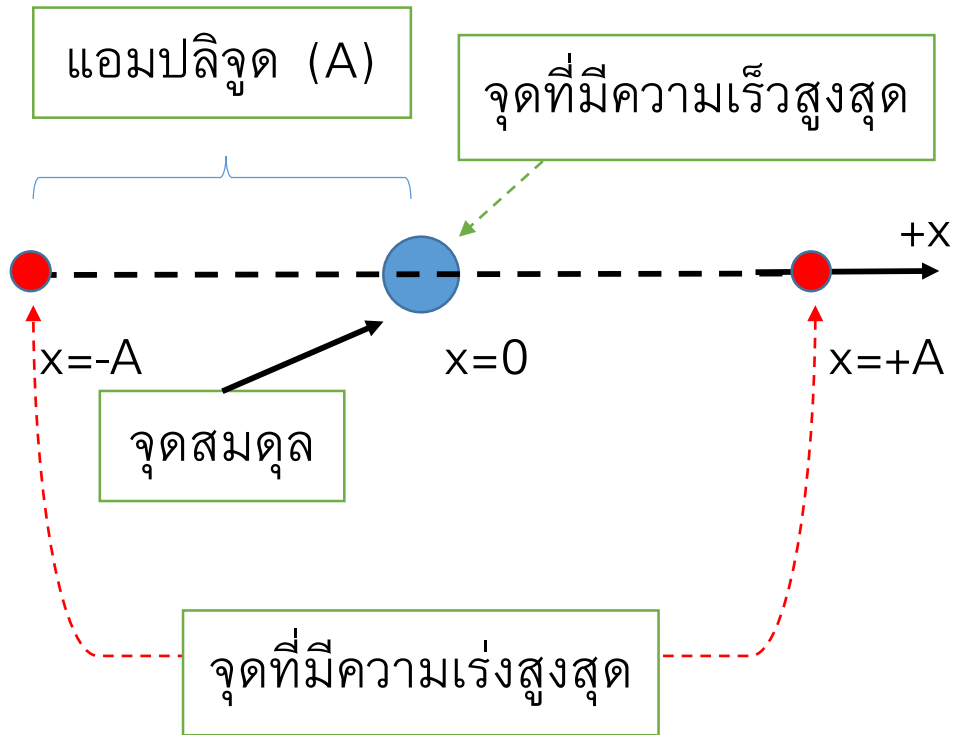 แอมปลิจูด (A)
จุดที่มีความเร็วสูงสุด
+x
x=-A
x=0
x=+A
จุดสมดุล
จุดที่มีความเร่งสูงสุด